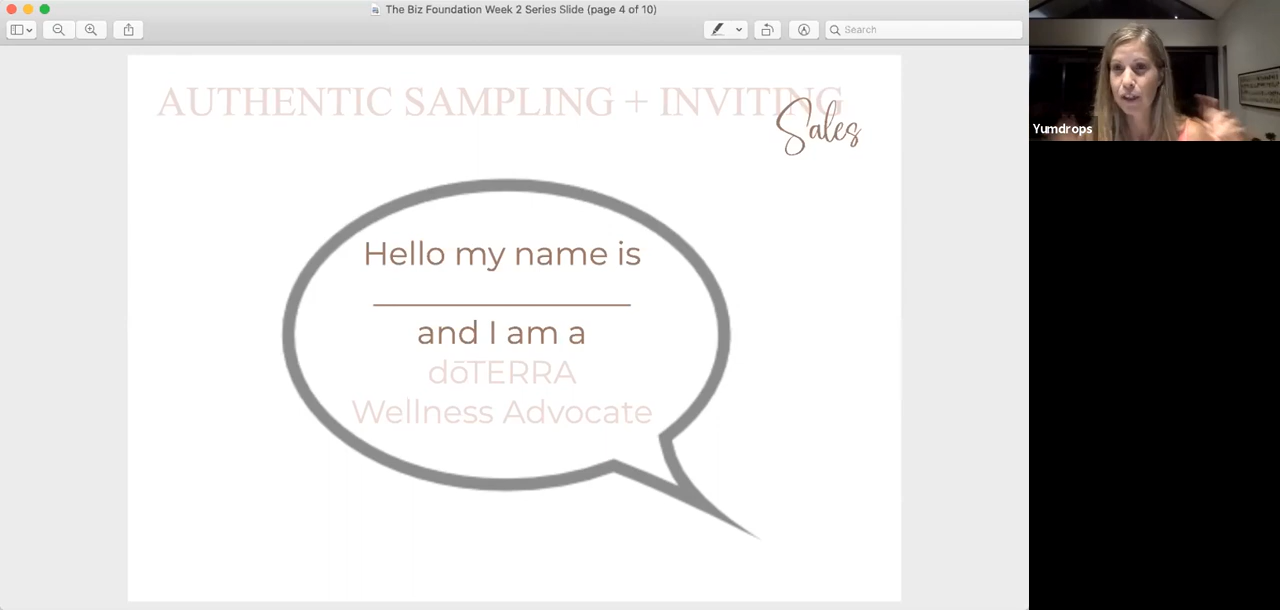 The Biz Foundation Week 2 Series Slide (page 4 of 10)
Search
Yumdrops
AUTHENTIC SAMPLING + INVITING
Sales
Hello my name is
and I am a
dōTERRA
Wellness Advocate